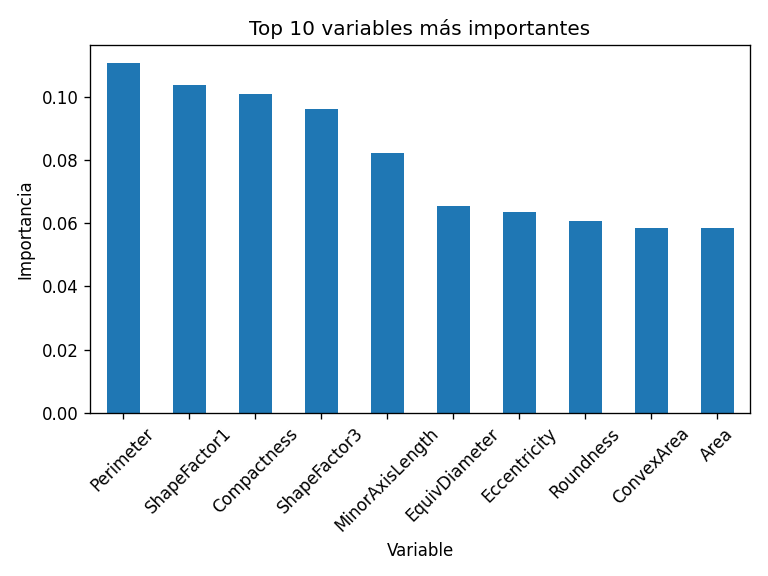 Top 10 variables más importantes
Importancia
0.10
0.08
0.06
0.04
0.02
0.00
Perimeter
ShapeFactor1
Compactness
ShapeFactor3
MinorAxisLength
EquivDiameter
Eccentricity
Roundness
ConvexArea
Area
Variable